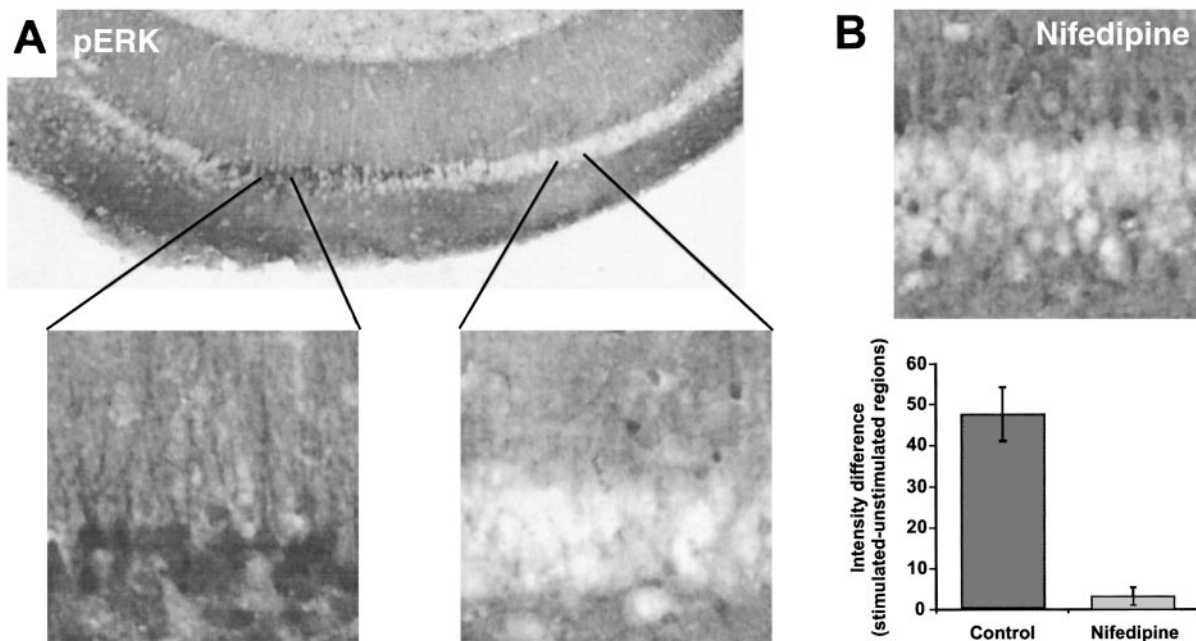 A
pERK
B
Nifedipine
Intensity difference
(stimulated-unstimulated regions)
60
50
40
30
20
10
0
Control
Nifedipine